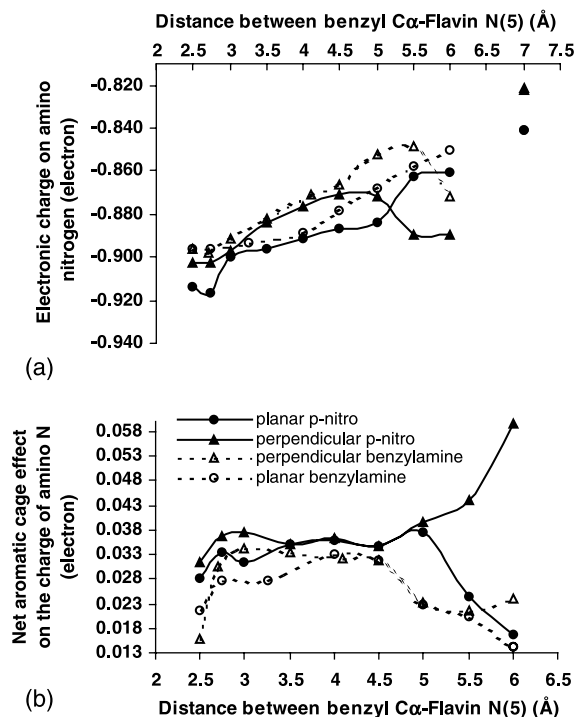 Distance between benzyl Cα-Flavin N(5) (Å)
2 2.5 3 3.5 4 4.5 5 5.5 6 6.5 7 7.5
-0.820
-0.840
-0.860
-0.880
-0.900
-0.920
-0.940
Electronic charge on amino
nitrogen (electron)
(a)
planar p-nitro
perpendicular p-nitro
perpendicular benzylamine
planar benzylamine
0.058
0.053
0.048
0.043
0.038
0.033
0.028
0.023
0.018
0.013
Net aromatic cage effect
on the charge of amino N
(electron)
2 2.5 3 3.5 4 4.5 5 5.5 6 6.5
(b)
Distance between benzyl Cα-Flavin N(5) (Å)